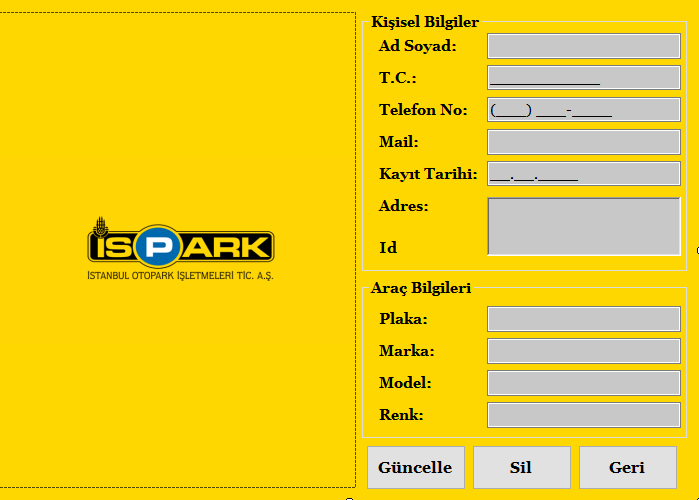 İSPARK
İSTANBUL OTOPARK İŞLETMELERİ TİC. A.Ş.
Kişisel Bilgiler
Ad Soyad:
T.C.: ___________
Telefon No: (___) ___-____
Mail:
Kayıt Tarihi: __.__.____
Adres:
Id
Araç Bilgileri
Plaka:
Marka:
Model:
Renk:
Güncelle Sil Geri